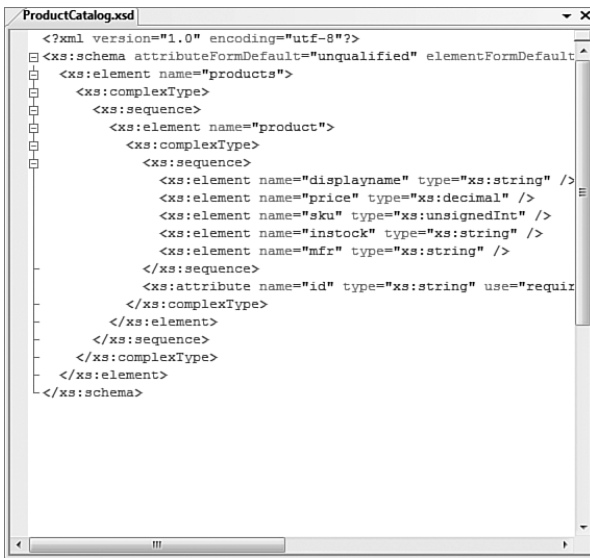 ProductCatalog.xsd
<?xml version="1.0" encoding="utf-8"?>
<xs:schema attributeFormDefault="unqualified" elementFormDefault
<xs:element name="products">
<xs:complexType>
<xs:sequence>
<xs:element name="product">
<xs:complexType>
<xs:sequence>
<xs:element name="displayname" type="xs:string" />
<xs:element name="price" type="xs:decimal" />
<xs:element name="sku" type="xs:unsignedInt" />
<xs:element name="instock" type="xs:string" />
<xs:element name="mfr" type="xs:string" />
</xs:sequence>
<xs:attribute name="id" type="xs:string" use="requir
</xs:complexType>
</xs:element>
</xs:sequence>
</xs:complexType>
</xs:element>
</xs:schema>